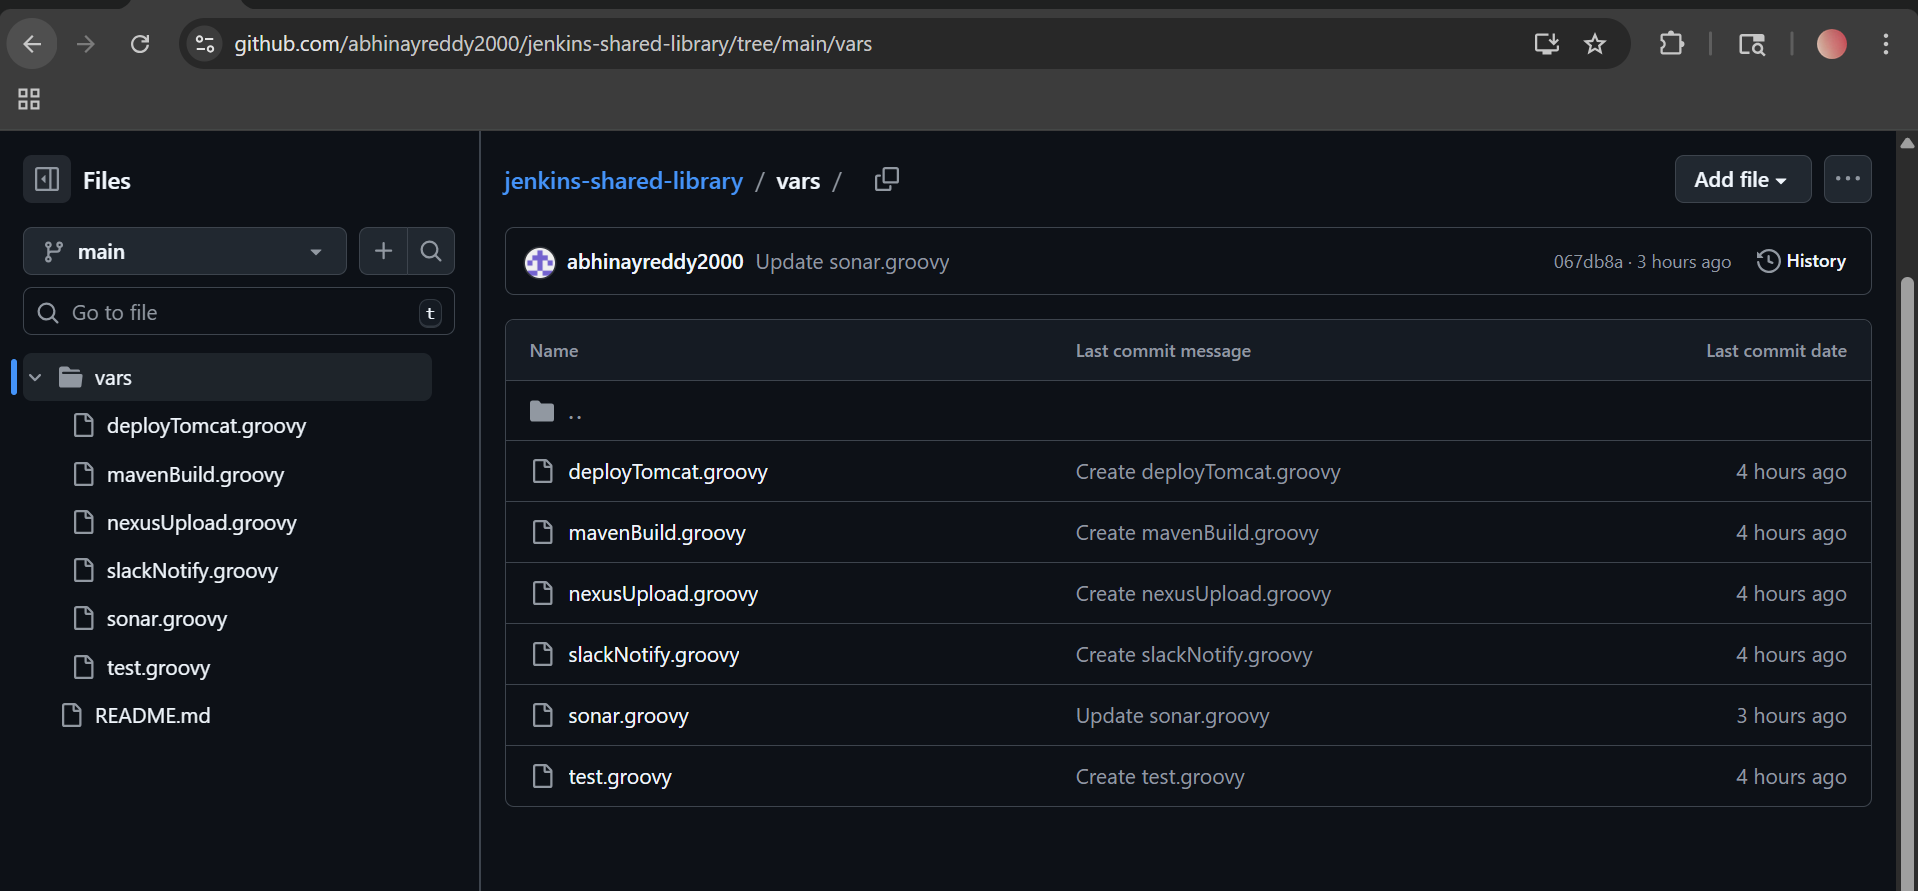 github.com/abhinayreddy2000/jenkins-shared-library/tree/main/vars
Files
main
Go to file
t
vars
deployTomcat.groovy
mavenBuild.groovy
nexusUpload.groovy
slackNotify.groovy
sonar.groovy
test.groovy
README.md
jenkins-shared-library / vars /
Add file
abhinayreddy2000 Update sonar.groovy 067db8a · 3 hours ago History
Name Last commit message Last commit date
..
deployTomcat.groovy Create deployTomcat.groovy 4 hours ago
mavenBuild.groovy Create mavenBuild.groovy 4 hours ago
nexusUpload.groovy Create nexusUpload.groovy 4 hours ago
slackNotify.groovy Create slackNotify.groovy 4 hours ago
sonar.groovy Update sonar.groovy 3 hours ago
test.groovy Create test.groovy 4 hours ago